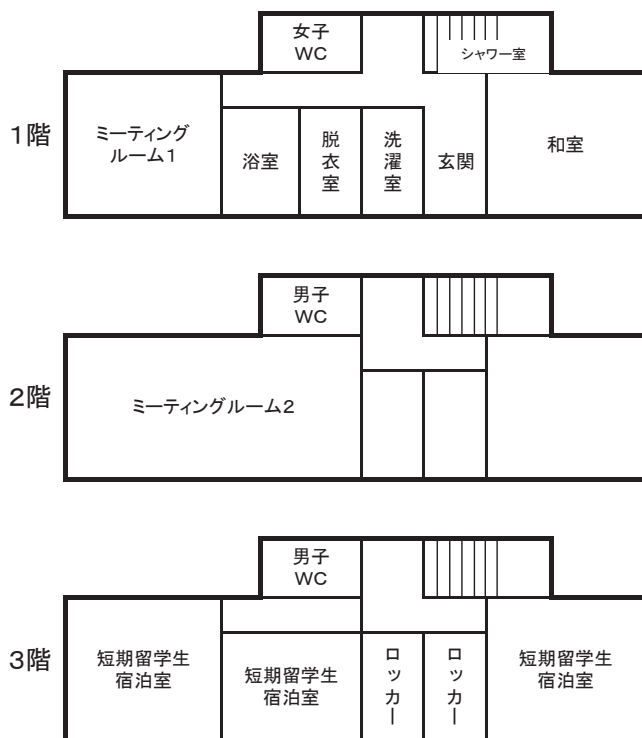 女子
WC
シャワー室
1階
ミーティング
ルーム1
浴室
脱衣室
洗濯室
玄関
和室
男子
WC
2階
ミーティングルーム2
男子
WC
3階
短期留学生
宿泊室
短期留学生
宿泊室
ロッカー
ロッカー
短期留学生
宿泊室